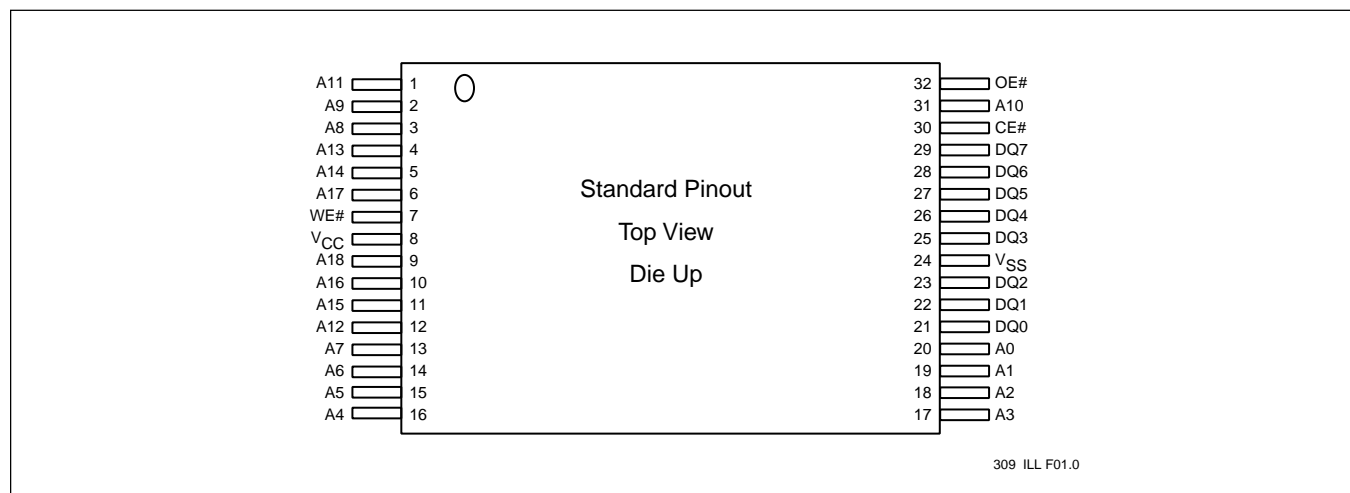 A11 1 32 OE#
A9 2 31 A10
A8 3 30 CE#
A13 4 29 DQ7
A14 5 28 DQ6
A17 6 27 DQ5
WE# 7 26 DQ4
VCC 8 25 DQ3
A18 9 24 VSS
A16 10 23 DQ2
A15 11 22 DQ1
A12 12 21 DQ0
A7 13 20 A0
A6 14 19 A1
A5 15 18 A2
A4 16 17 A3
Standard Pinout
Top View
Die Up
309 ILL F01.0